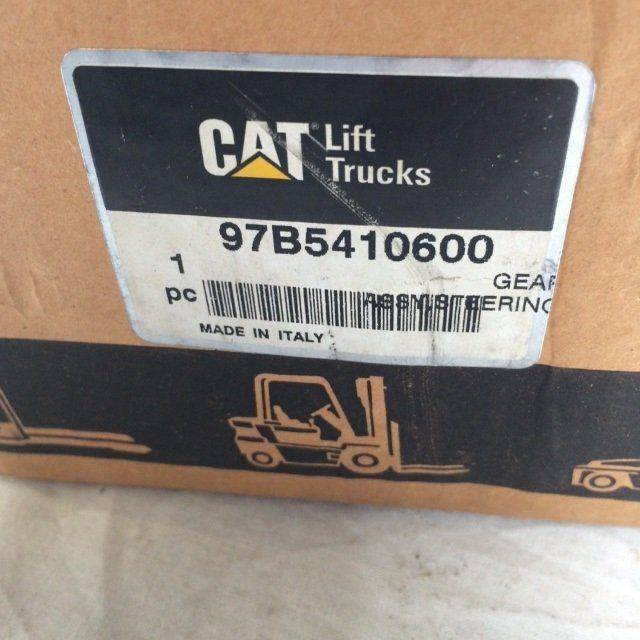 CAT® Lift
Trucks
97B5410600
1
pc
GEAR
ASSY,STEERING
MADE IN ITALY